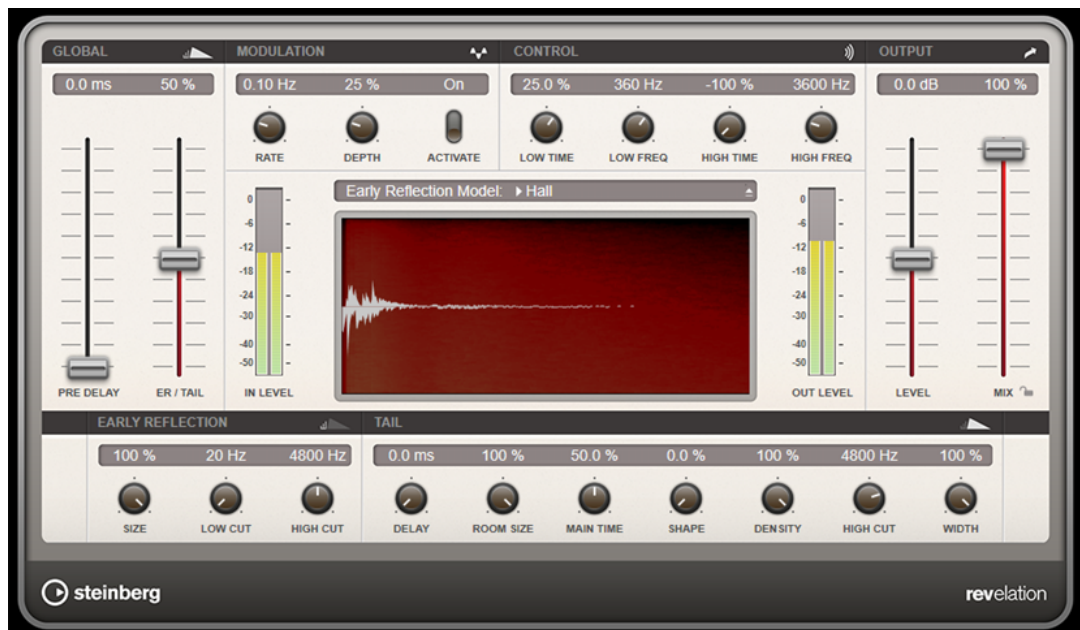 GLOBAL MODULATION CONTROL OUTPUT
0.0 ms 50 % 0.10 Hz 25 % On 25.0 % 360 Hz -100 % 3600 Hz 0.0 dB 100 %
RATE DEPTH ACTIVATE LOW TIME LOW FREQ HIGH TIME HIGH FREQ
Early Reflection Model: Hall
0 0
-6 -6
-12 -12
-18 -18
-24 -24
-30 -30
-40 -40
-50 -50
PRE DELAY ER / TAIL IN LEVEL OUT LEVEL LEVEL MIX
EARLY REFLECTION TAIL
100 % 20 Hz 4800 Hz 0.0 ms 100 % 50.0 % 0.0 % 100 % 4800 Hz 100 %
SIZE LOW CUT HIGH CUT DELAY ROOM SIZE MAIN TIME SHAPE DENSITY HIGH CUT WIDTH
steinberg revelation